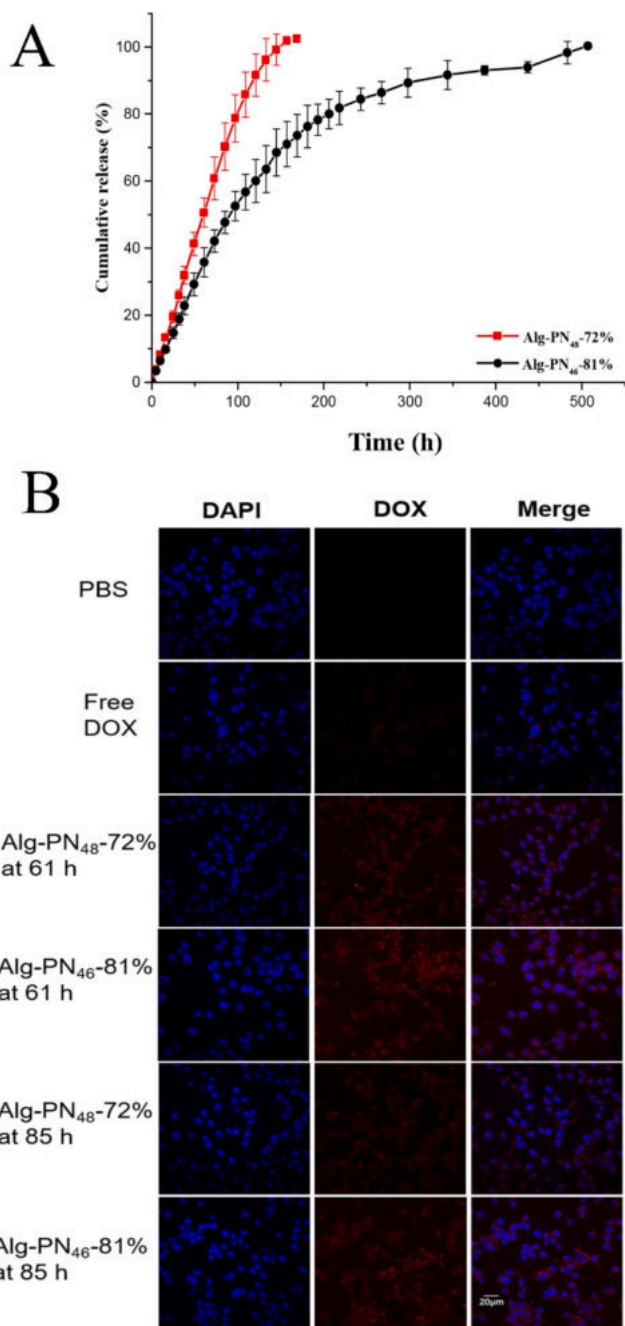 A
100
80
60
40
20
0
Cumulative release (%)
Alg-PN₄₈-72%
Alg-PN₄₆-81%
0 100 200 300 400 500
Time (h)
B
DAPI DOX Merge
PBS
Free
DOX
Alg-PN₄₈-72%
at 61 h
Alg-PN₄₆-81%
at 61 h
Alg-PN₄₈-72%
at 85 h
Alg-PN₄₆-81%
at 85 h
20μm